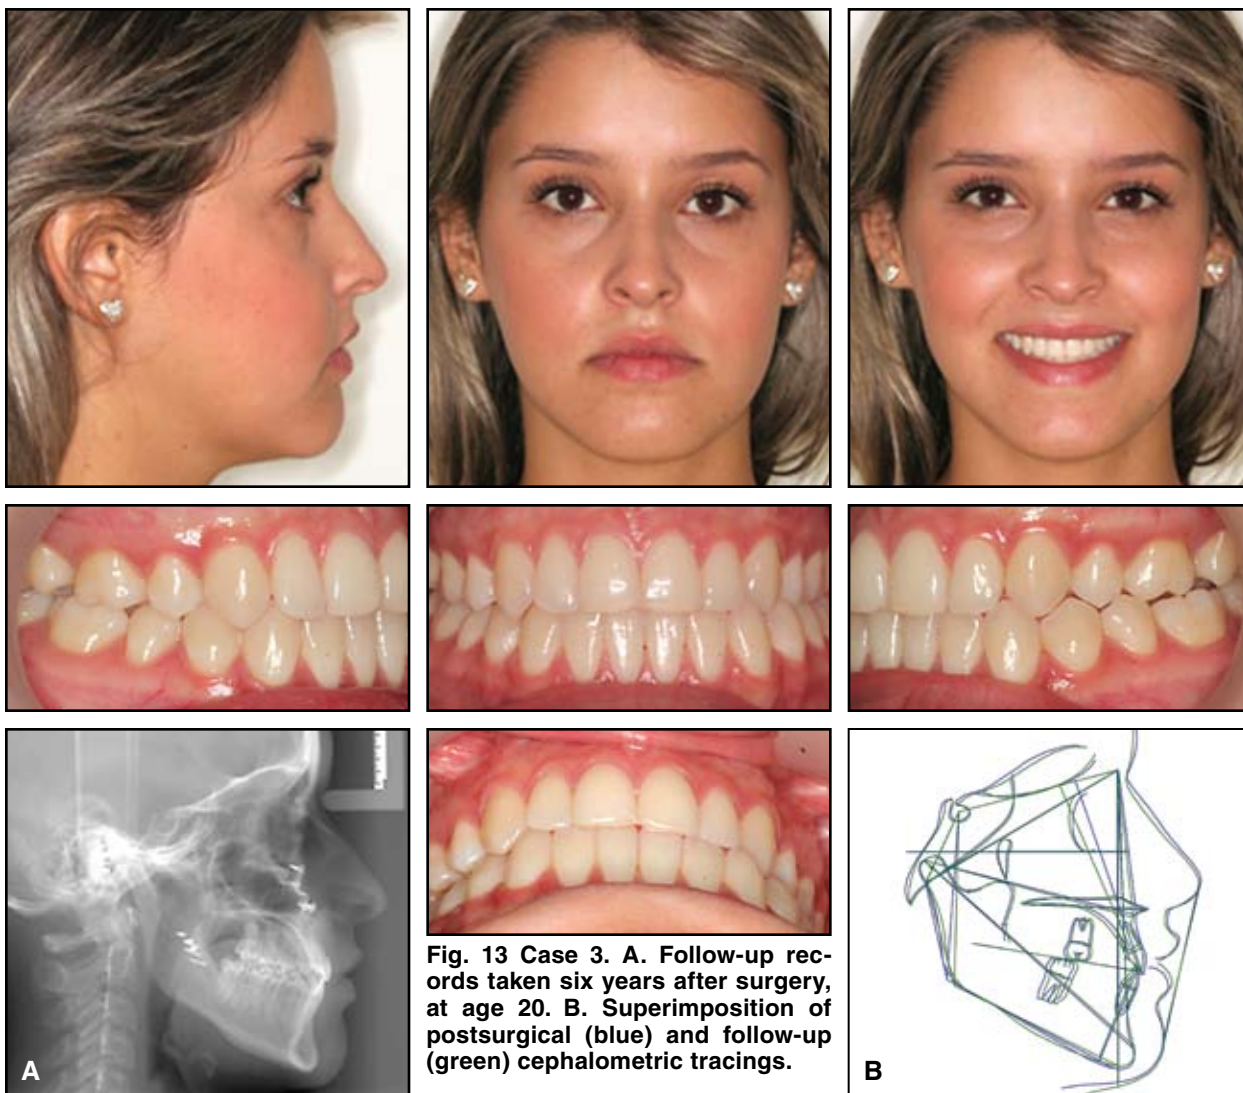 Fig. 13 Case 3. A. Follow-up rec-
ords taken six years after surgery,
at age 20. B. Superimposition of
postsurgical (blue) and follow-up
(green) cephalometric tracings.
A
B